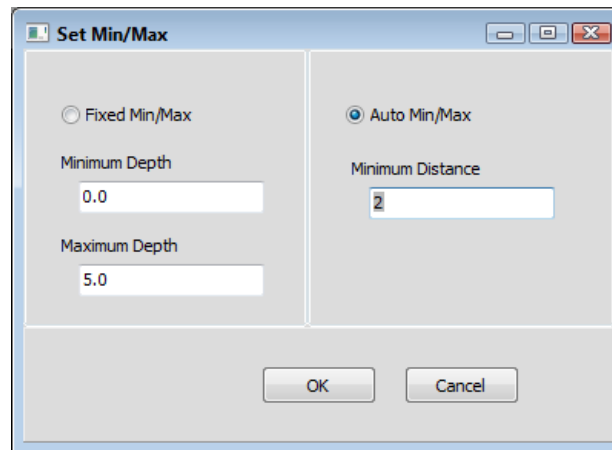 Set Min/Max
Fixed Min/Max
Minimum Depth
0.0
Maximum Depth
5.0
Auto Min/Max
Minimum Distance
2
OK
Cancel